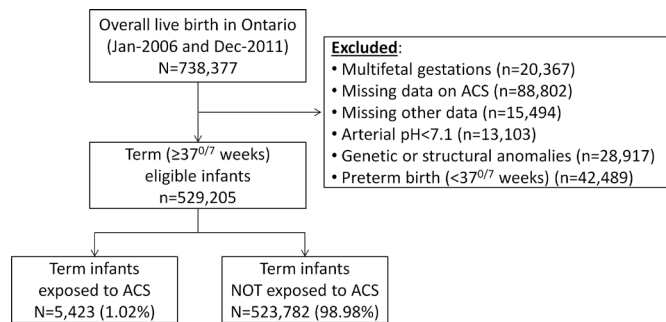 Overall live birth in Ontario
(Jan-2006 and Dec-2011)
N=738,377
Excluded:
• Multifetal gestations (n=20,367)
• Missing data on ACS (n=88,802)
• Missing other data (n=15,494)
• Arterial pH<7.1 (n=13,103)
• Genetic or structural anomalies (n=28,917)
• Preterm birth (<37⁰/⁷ weeks) (n=42,489)
Term (≥37⁰/⁷ weeks)
eligible infants
n=529,205
Term infants
exposed to ACS
N=5,423 (1.02%)
Term infants
NOT exposed to ACS
N=523,782 (98.98%)